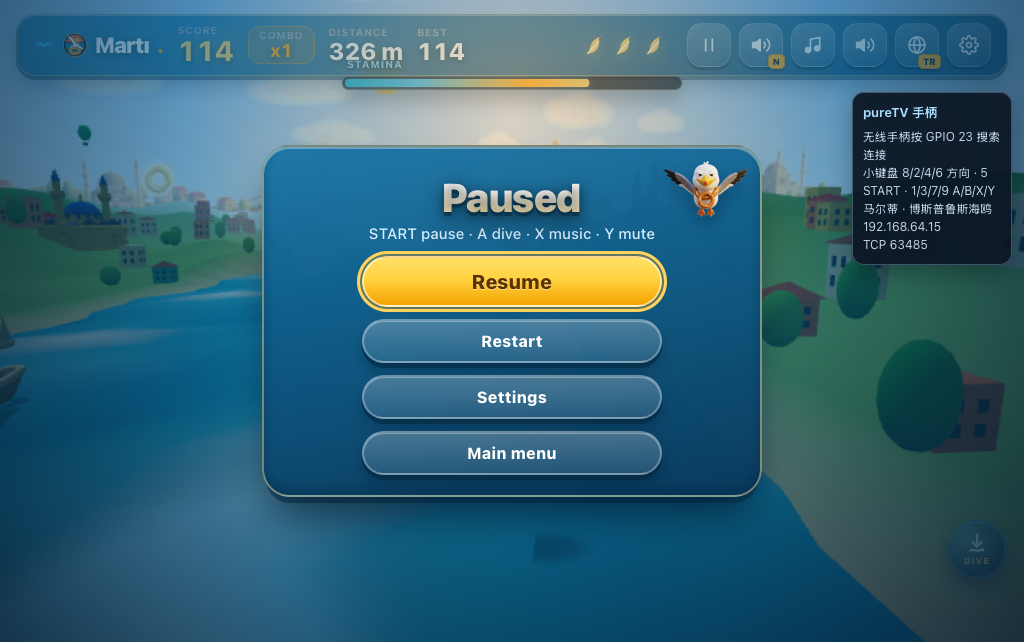 Martı
SCORE
114
COMBO
x1
DISTANCE
326 m
BEST
114
STAMINA
N
TR
pureTV 手柄
无线手柄按 GPIO 23 搜索
连接
小键盘 8/2/4/6 方向 · 5
START · 1/3/7/9 A/B/X/Y
马尔蒂 · 博斯普鲁斯海鸥
192.168.64.15
TCP 63485
Paused
START pause · A dive · X music · Y mute
Resume
Restart
Settings
Main menu
DIVE